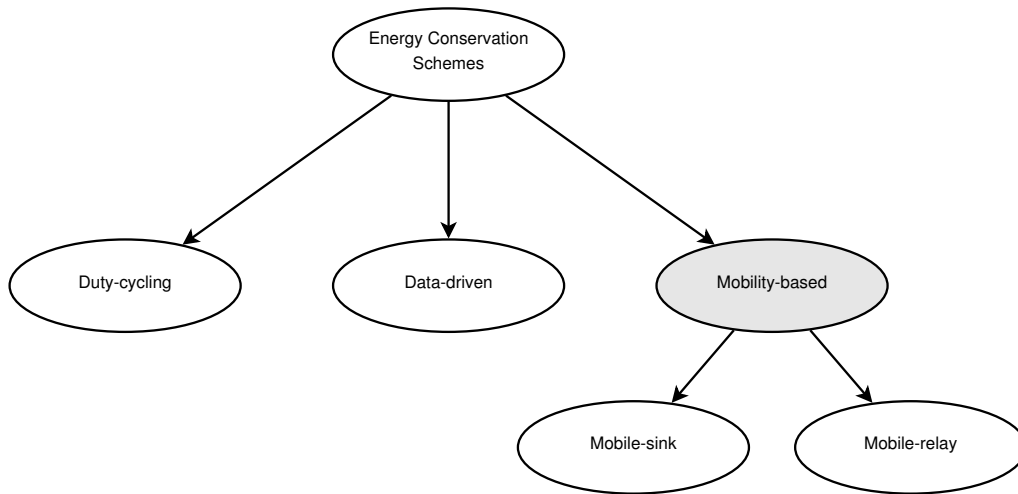 Energy Conservation
Schemes
Duty-cycling
Data-driven
Mobility-based
Mobile-sink
Mobile-relay